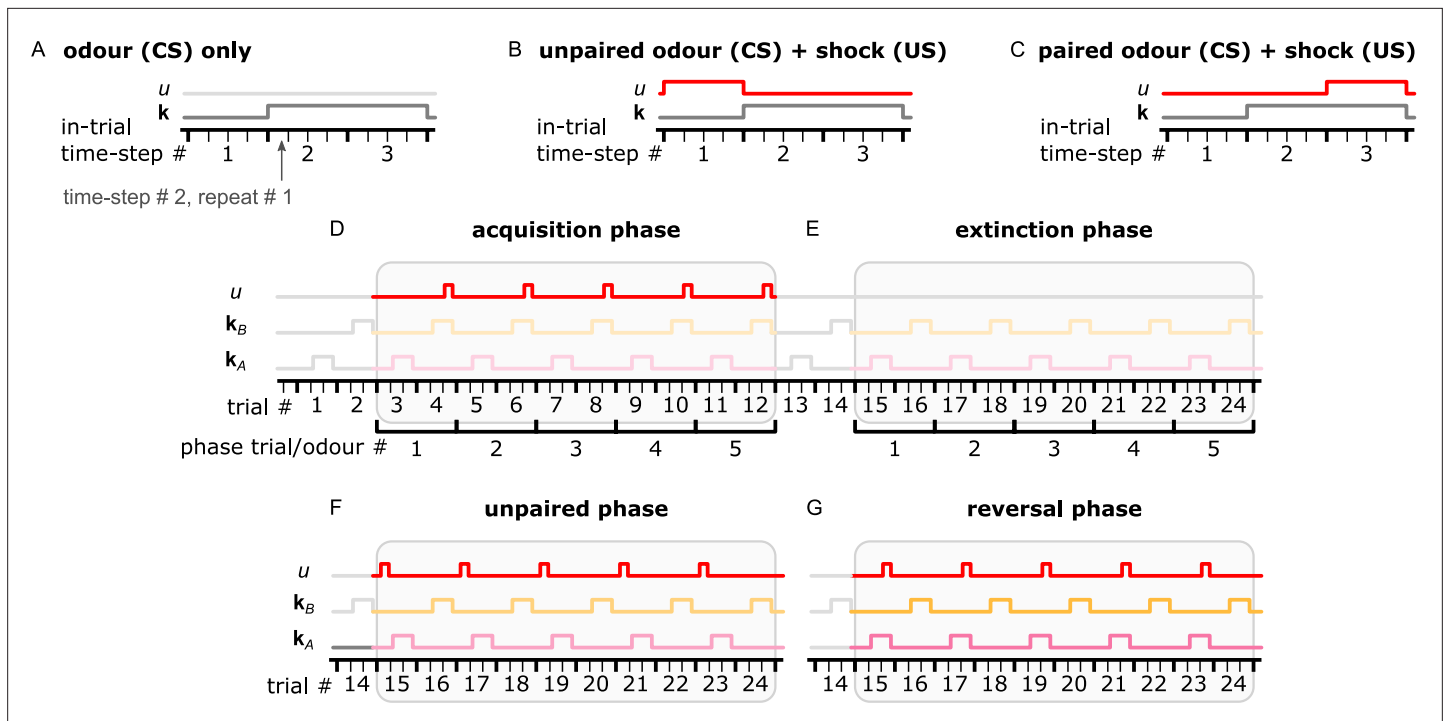 A odour (CS) only
u
k
in-trial
time-step # 1 2 3
time-step # 2, repeat # 1
B unpaired odour (CS) + shock (US)
u
k
in-trial
time-step # 1 2 3
C paired odour (CS) + shock (US)
u
k
in-trial
time-step # 1 2 3
D acquisition phase
E extinction phase
u
k_B
k_A
trial # 1 2 3 4 5 6 7 8 9 10 11 12 13 14 15 16 17 18 19 20 21 22 23 24
phase trial/odour # 1 2 3 4 5 1 2 3 4 5
F unpaired phase
u
k_B
k_A
trial # 14 15 16 17 18 19 20 21 22 23 24
G reversal phase
u
k_B
k_A
trial # 14 15 16 17 18 19 20 21 22 23 24